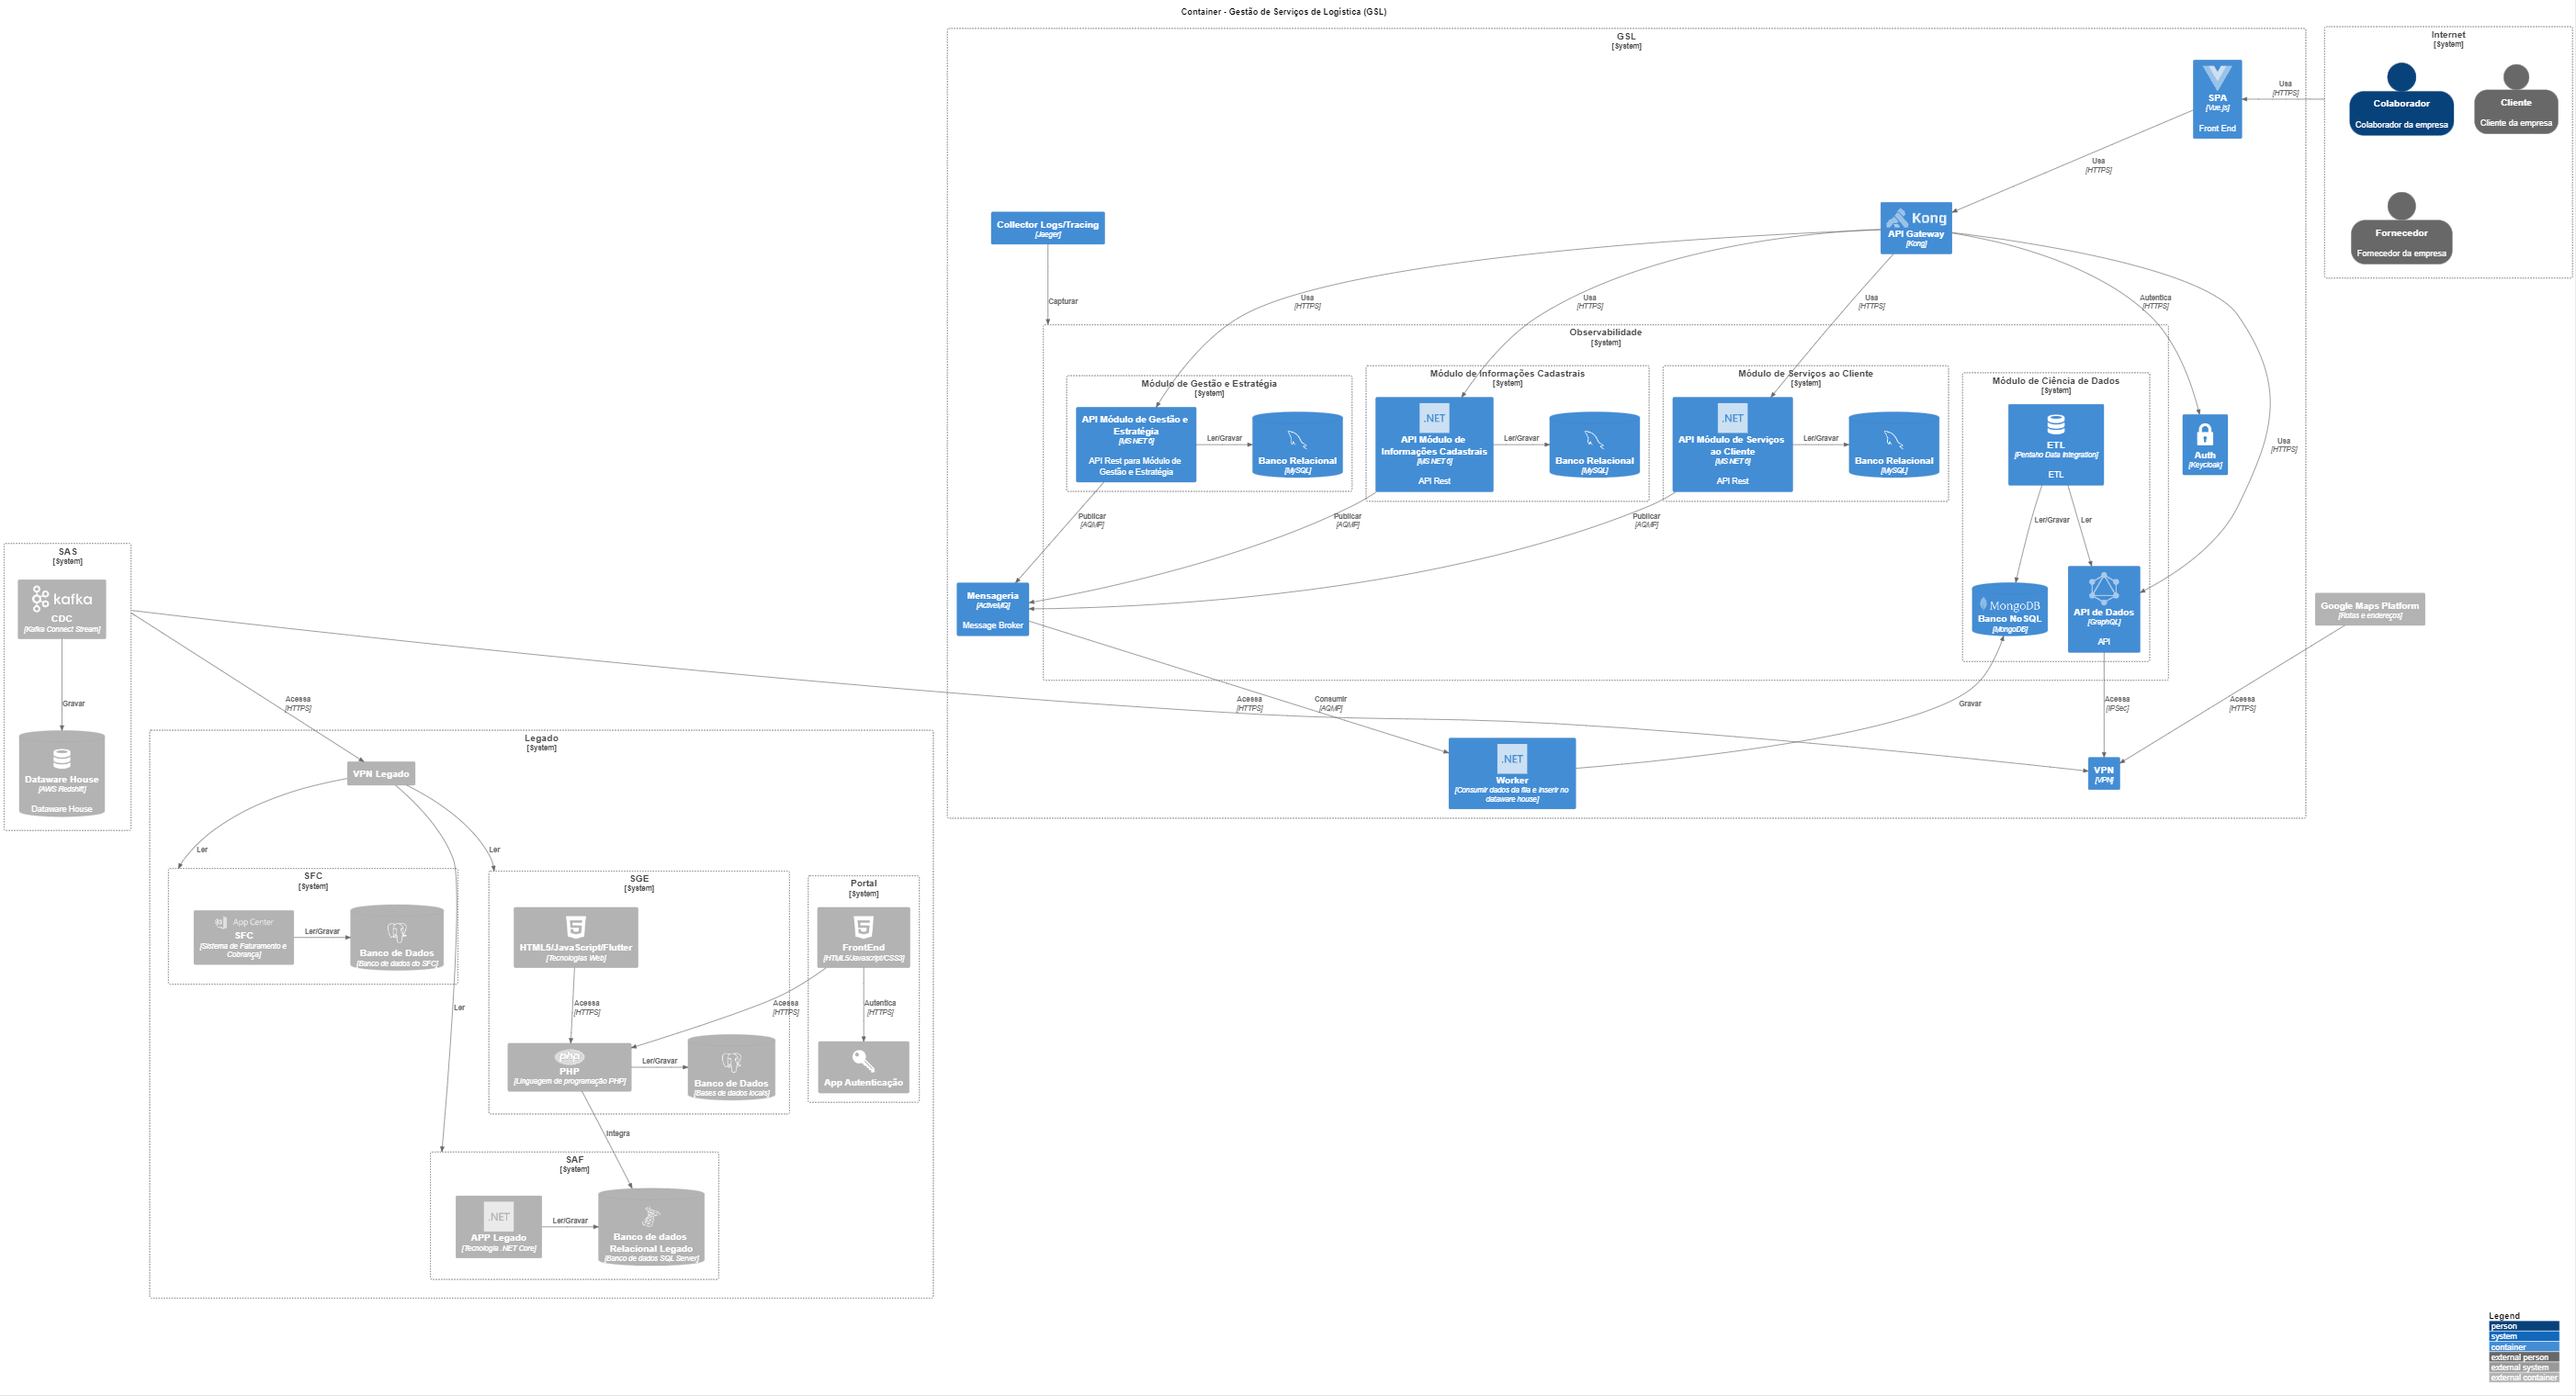 Container - Gestão de Serviços de Logística (GSL)
GSL
[System]
Internet
[System]
Colaborador
Colaborador da empresa
Cliente
Cliente da empresa
Fornecedor
Fornecedor da empresa
Usa
[HTTPS]
SPA
[Vue.js]
Front End
Usa
[HTTPS]
Kong
API Gateway
[Kong]
Collector Logs/Tracing
[Jaeger]
Capturar
Usa
[HTTPS]
Usa
[HTTPS]
Usa
[HTTPS]
Autentica
[HTTPS]
Usa
[HTTPS]
Observabilidade
[System]
Módulo de Gestão e Estratégia
[System]
API Módulo de Gestão e
Estratégia
[MS NET 6]
API Rest para Módulo de
Gestão e Estratégia
Ler/Gravar
Banco Relacional
[MySQL]
Módulo de Informações Cadastrais
[System]
.NET
API Módulo de
Informações Cadastrais
[MS NET 6]
API Rest
Ler/Gravar
Banco Relacional
[MySQL]
Módulo de Serviços ao Cliente
[System]
.NET
API Módulo de Serviços
ao Cliente
[MS NET 6]
API Rest
Ler/Gravar
Banco Relacional
[MySQL]
Módulo de Ciência de Dados
[System]
ETL
[Pentaho Data Integration]
ETL
Ler/Gravar
Ler
MongoDB
Banco NoSQL
[MongoDB]
API de Dados
[GraphQL]
API
Auth
[Keycloak]
Publicar
[AQMP]
Publicar
[AQMP]
Publicar
[AQMP]
Mensageria
[ActiveMQ]
Message Broker
Consumir
[AQMP]
.NET
Worker
[Consumir dados da fila e inserir no
dataware house]
Gravar
Acessa
[IPSec]
VPN
[VPN]
Google Maps Platform
[Rotas e endereços]
Acessa
[HTTPS]
Acessa
[HTTPS]
SAS
[System]
kafka
CDC
[Kafka Connect Stream]
Gravar
Dataware House
[AWS Redshift]
Dataware House
Acessa
[HTTPS]
Legado
[System]
VPN Legado
Ler
Ler
Ler
SFC
[System]
App Center
SFC
[Sistema de Faturamento e
Cobrança]
Ler/Gravar
Banco de Dados
[Banco de dados do SFC]
SGE
[System]
HTML5/JavaScript/Flutter
[Tecnologias Web]
Acessa
[HTTPS]
php
PHP
[Linguagem de programação PHP]
Ler/Gravar
Banco de Dados
[Bases de dados locais]
Portal
[System]
FrontEnd
[HTML5/Javascript/CSS3]
Acessa
[HTTPS]
Autentica
[HTTPS]
App Autenticação
Integra
SAF
[System]
.NET
APP Legado
[Tecnologia .NET Core]
Ler/Gravar
Banco de dados
Relacional Legado
[Banco de dados SQL Server]
Legend
person
system
container
external person
external system
external container